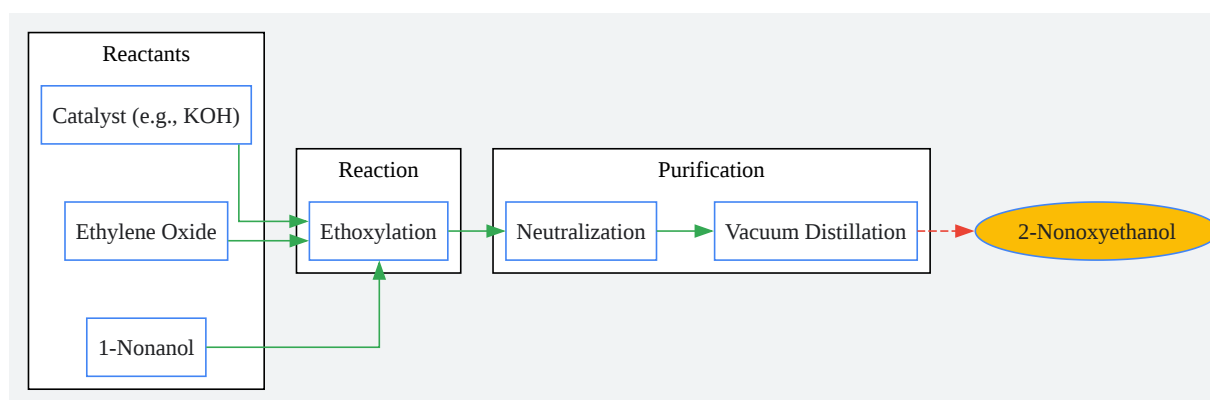 Reactants
Catalyst (e.g., KOH)
Ethylene Oxide
1-Nonanol
Reaction
Ethoxylation
Purification
Neutralization
Vacuum Distillation
2-Nonoxyethanol